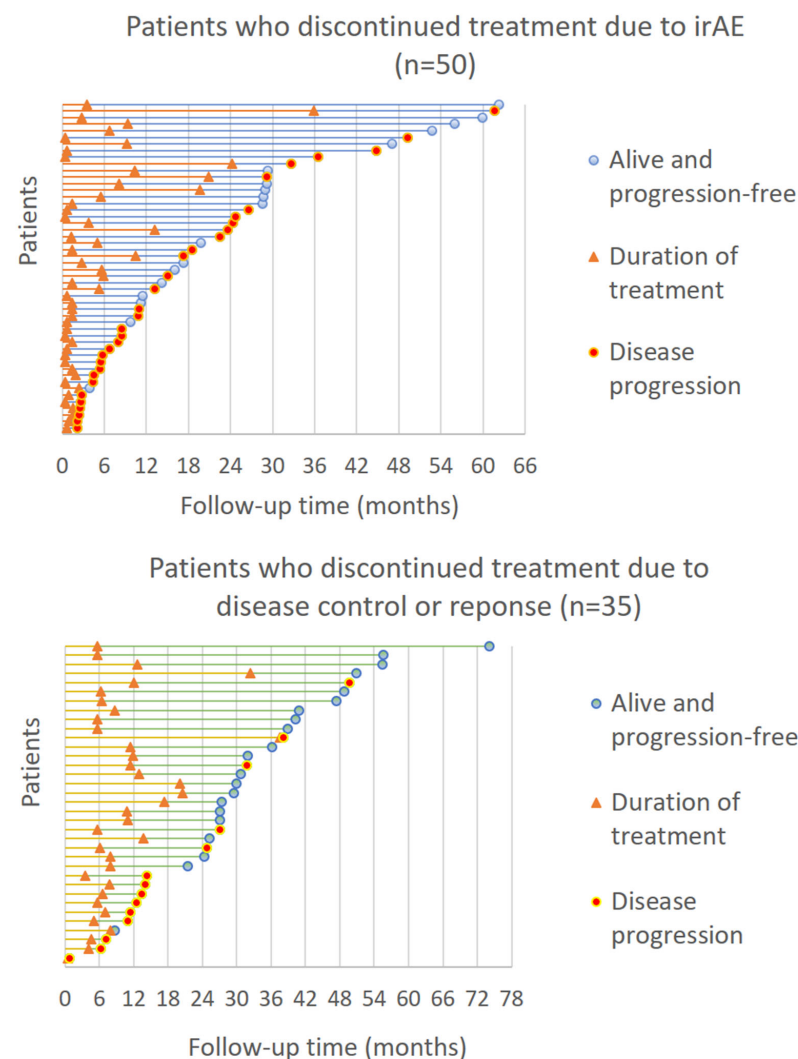 Patients who discontinued treatment due to irAE
(n=50)
Patients
Alive and
progression-free
Duration of
treatment
Disease
progression
0 6 12 18 24 30 36 42 48 54 60 66
Follow-up time (months)
Patients who discontinued treatment due to
disease control or reponse (n=35)
Patients
Alive and
progression-free
Duration of
treatment
Disease
progression
0 6 12 18 24 30 36 42 48 54 60 66 72 78
Follow-up time (months)